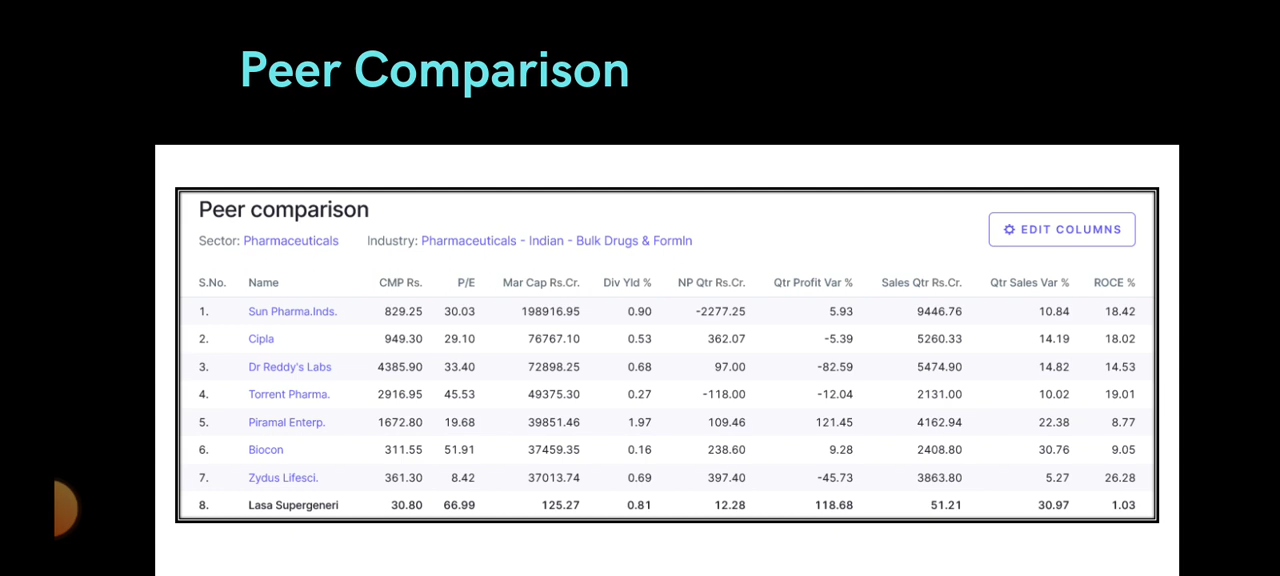 Peer Comparison
Peer comparison
Sector: Pharmaceuticals Industry: Pharmaceuticals - Indian - Bulk Drugs & Formln
EDIT COLUMNS
S.No. Name CMP Rs. P/E Mar Cap Rs.Cr. Div Yld % NP Qtr Rs.Cr. Qtr Profit Var % Sales Qtr Rs.Cr. Qtr Sales Var % ROCE %
1. Sun Pharma.Inds. 829.25 30.03 198916.95 0.90 -2277.25 5.93 9446.76 10.84 18.42
2. Cipla 949.30 29.10 76767.10 0.53 362.07 -5.39 5260.33 14.19 18.02
3. Dr Reddy's Labs 4385.90 33.40 72898.25 0.68 97.00 -82.59 5474.90 14.82 14.53
4. Torrent Pharma. 2916.95 45.53 49375.30 0.27 -118.00 -12.04 2131.00 10.02 19.01
5. Piramal Enterp. 1672.80 19.68 39851.46 1.97 109.46 121.45 4162.94 22.38 8.77
6. Biocon 311.55 51.91 37459.35 0.16 238.60 9.28 2408.80 30.76 9.05
7. Zydus Lifesci. 361.30 8.42 37013.74 0.69 397.40 -45.73 3863.80 5.27 26.28
8. Lasa Supergeneri 30.80 66.99 125.27 0.81 12.28 118.68 51.21 30.97 1.03